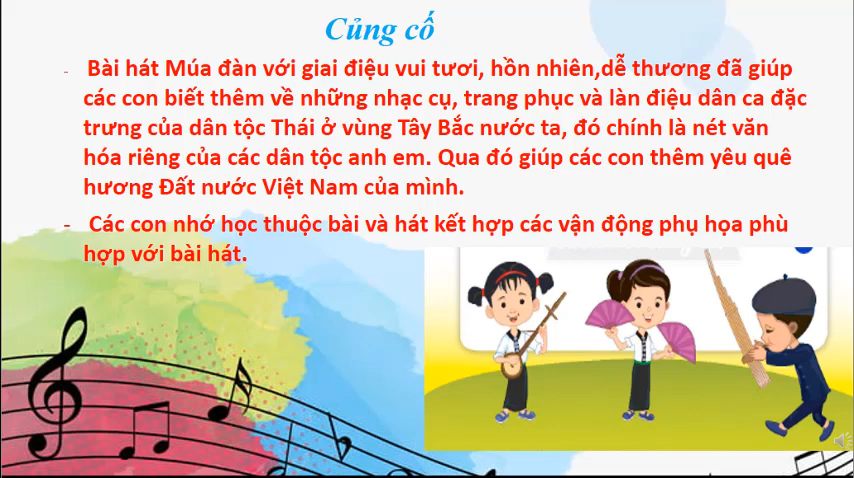 Củng cố
- Bài hát Múa đàn với giai điệu vui tươi, hồn nhiên,dễ thương đã giúp
các con biết thêm về những nhạc cụ, trang phục và làn điệu dân ca đặc
trưng của dân tộc Thái ở vùng Tây Bắc nước ta, đó chính là nét văn
hóa riêng của các dân tộc anh em. Qua đó giúp các con thêm yêu quê
hương Đất nước Việt Nam của mình.
- Các con nhớ học thuộc bài và hát kết hợp các vận động phụ họa phù
hợp với bài hát.